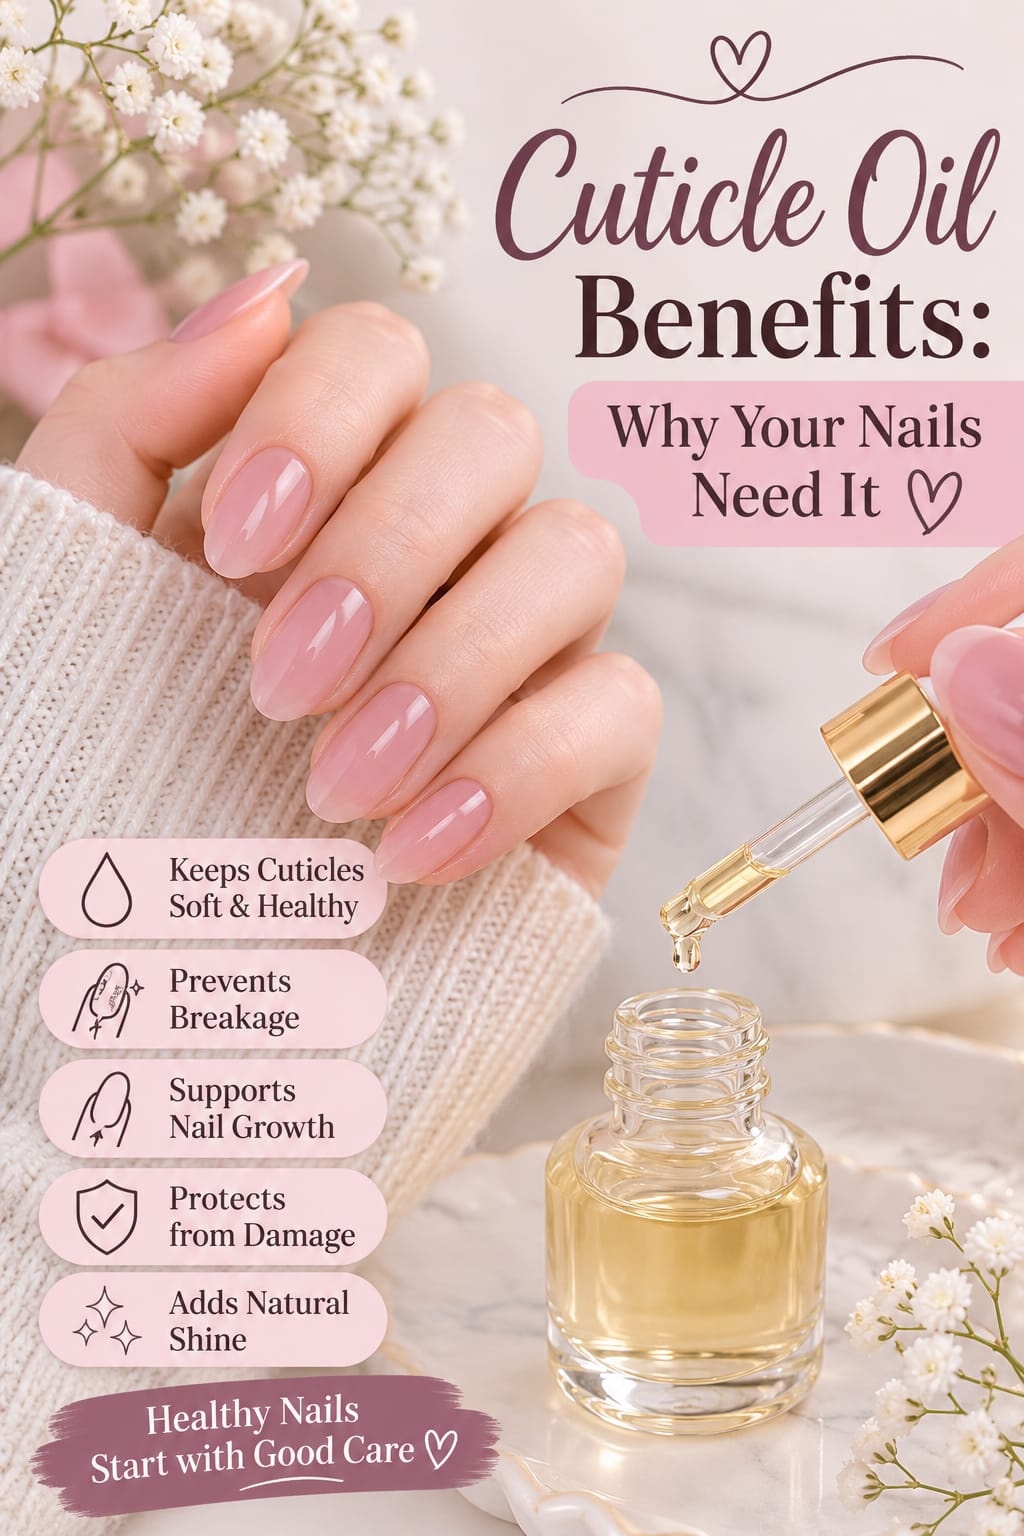 Cuticle Oil
Benefits:
Why Your Nails
Need It
Keeps Cuticles
Soft & Healthy
Prevents
Breakage
Supports
Nail Growth
Protects
from Damage
Adds Natural
Shine
Healthy Nails
Start with Good Care